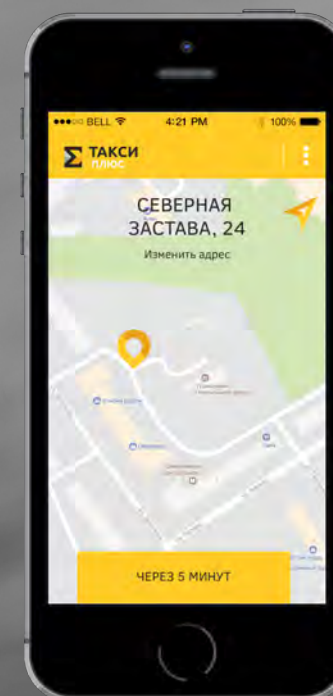 BELL
4:21 PM
100%
ТАКСИ
ПЛЮС
СЕВЕРНАЯ
ЗАСТАВА, 24
Изменить адрес
ЧЕРЕЗ 5 МИНУТ